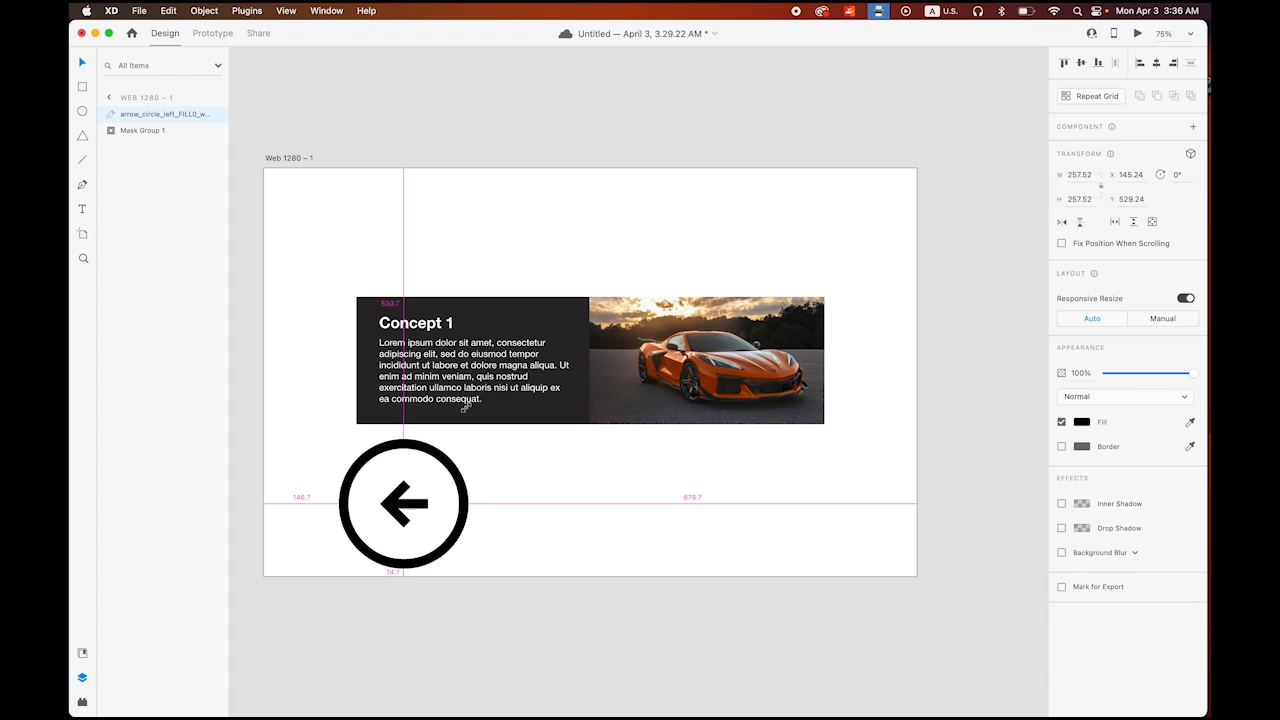 XD File Edit Object Plugins View Window Help
A U.S. Mon Apr 3 3:36 AM
Design Prototype Share
Untitled — April 3, 3.29.22 AM *
75%
All Items
WEB 1280 – 1
arrow_circle_left_FILL0_w...
Mask Group 1
Web 1280 – 1
Concept 1
Lorem ipsum dolor sit amet, consectetur
adipiscing elit, sed do eiusmod tempor
incididunt ut labore et dolore magna aliqua. Ut
enim ad minim veniam, quis nostrud
exercitation ullamco laboris nisi ut aliquip ex
ea commodo consequat.
146.7
878.7
14.7
Repeat Grid
COMPONENT
TRANSFORM
W 257.52 X 145.24 0°
H 257.52 Y 529.24
Fix Position When Scrolling
LAYOUT
Responsive Resize
Auto Manual
APPEARANCE
100%
Normal
Fill
Border
EFFECTS
Inner Shadow
Drop Shadow
Background Blur
Mark for Export